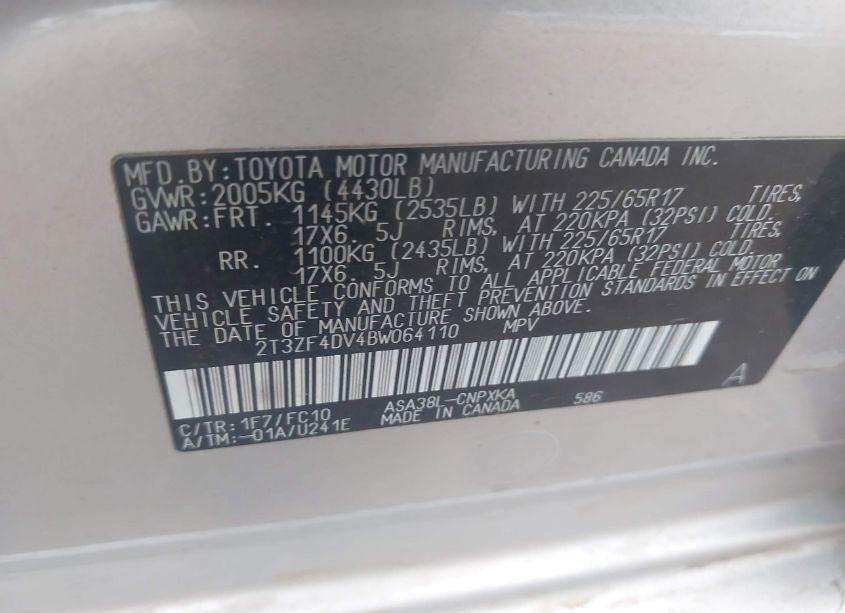 MFD.BY:TOYOTA MOTOR MANUFACTURING CANADA INC.
GVWR:2005KG (4430LB)
GAWR:FRT. 1145KG (2535LB) WITH 225/65R17 TIRES,
17X6. 5J RIMS, AT 220KPA (32PSI) COLD.
RR. 1100KG (2435LB) WITH 225/65R17 TIRES,
17X6. 5J RIMS, AT 220KPA (32PSI) COLD.
THIS VEHICLE CONFORMS TO ALL APPLICABLE FEDERAL MOTOR
VEHICLE SAFETY AND THEFT PREVENTION STANDARDS IN EFFECT ON
THE DATE OF MANUFACTURE SHOWN ABOVE.
2T3ZF4DV4BW064110 MPV
A
C/TR:1F7/FC10 ASA38L-CNPXKA 586
A/TM:-01A/U241E MADE IN CANADA